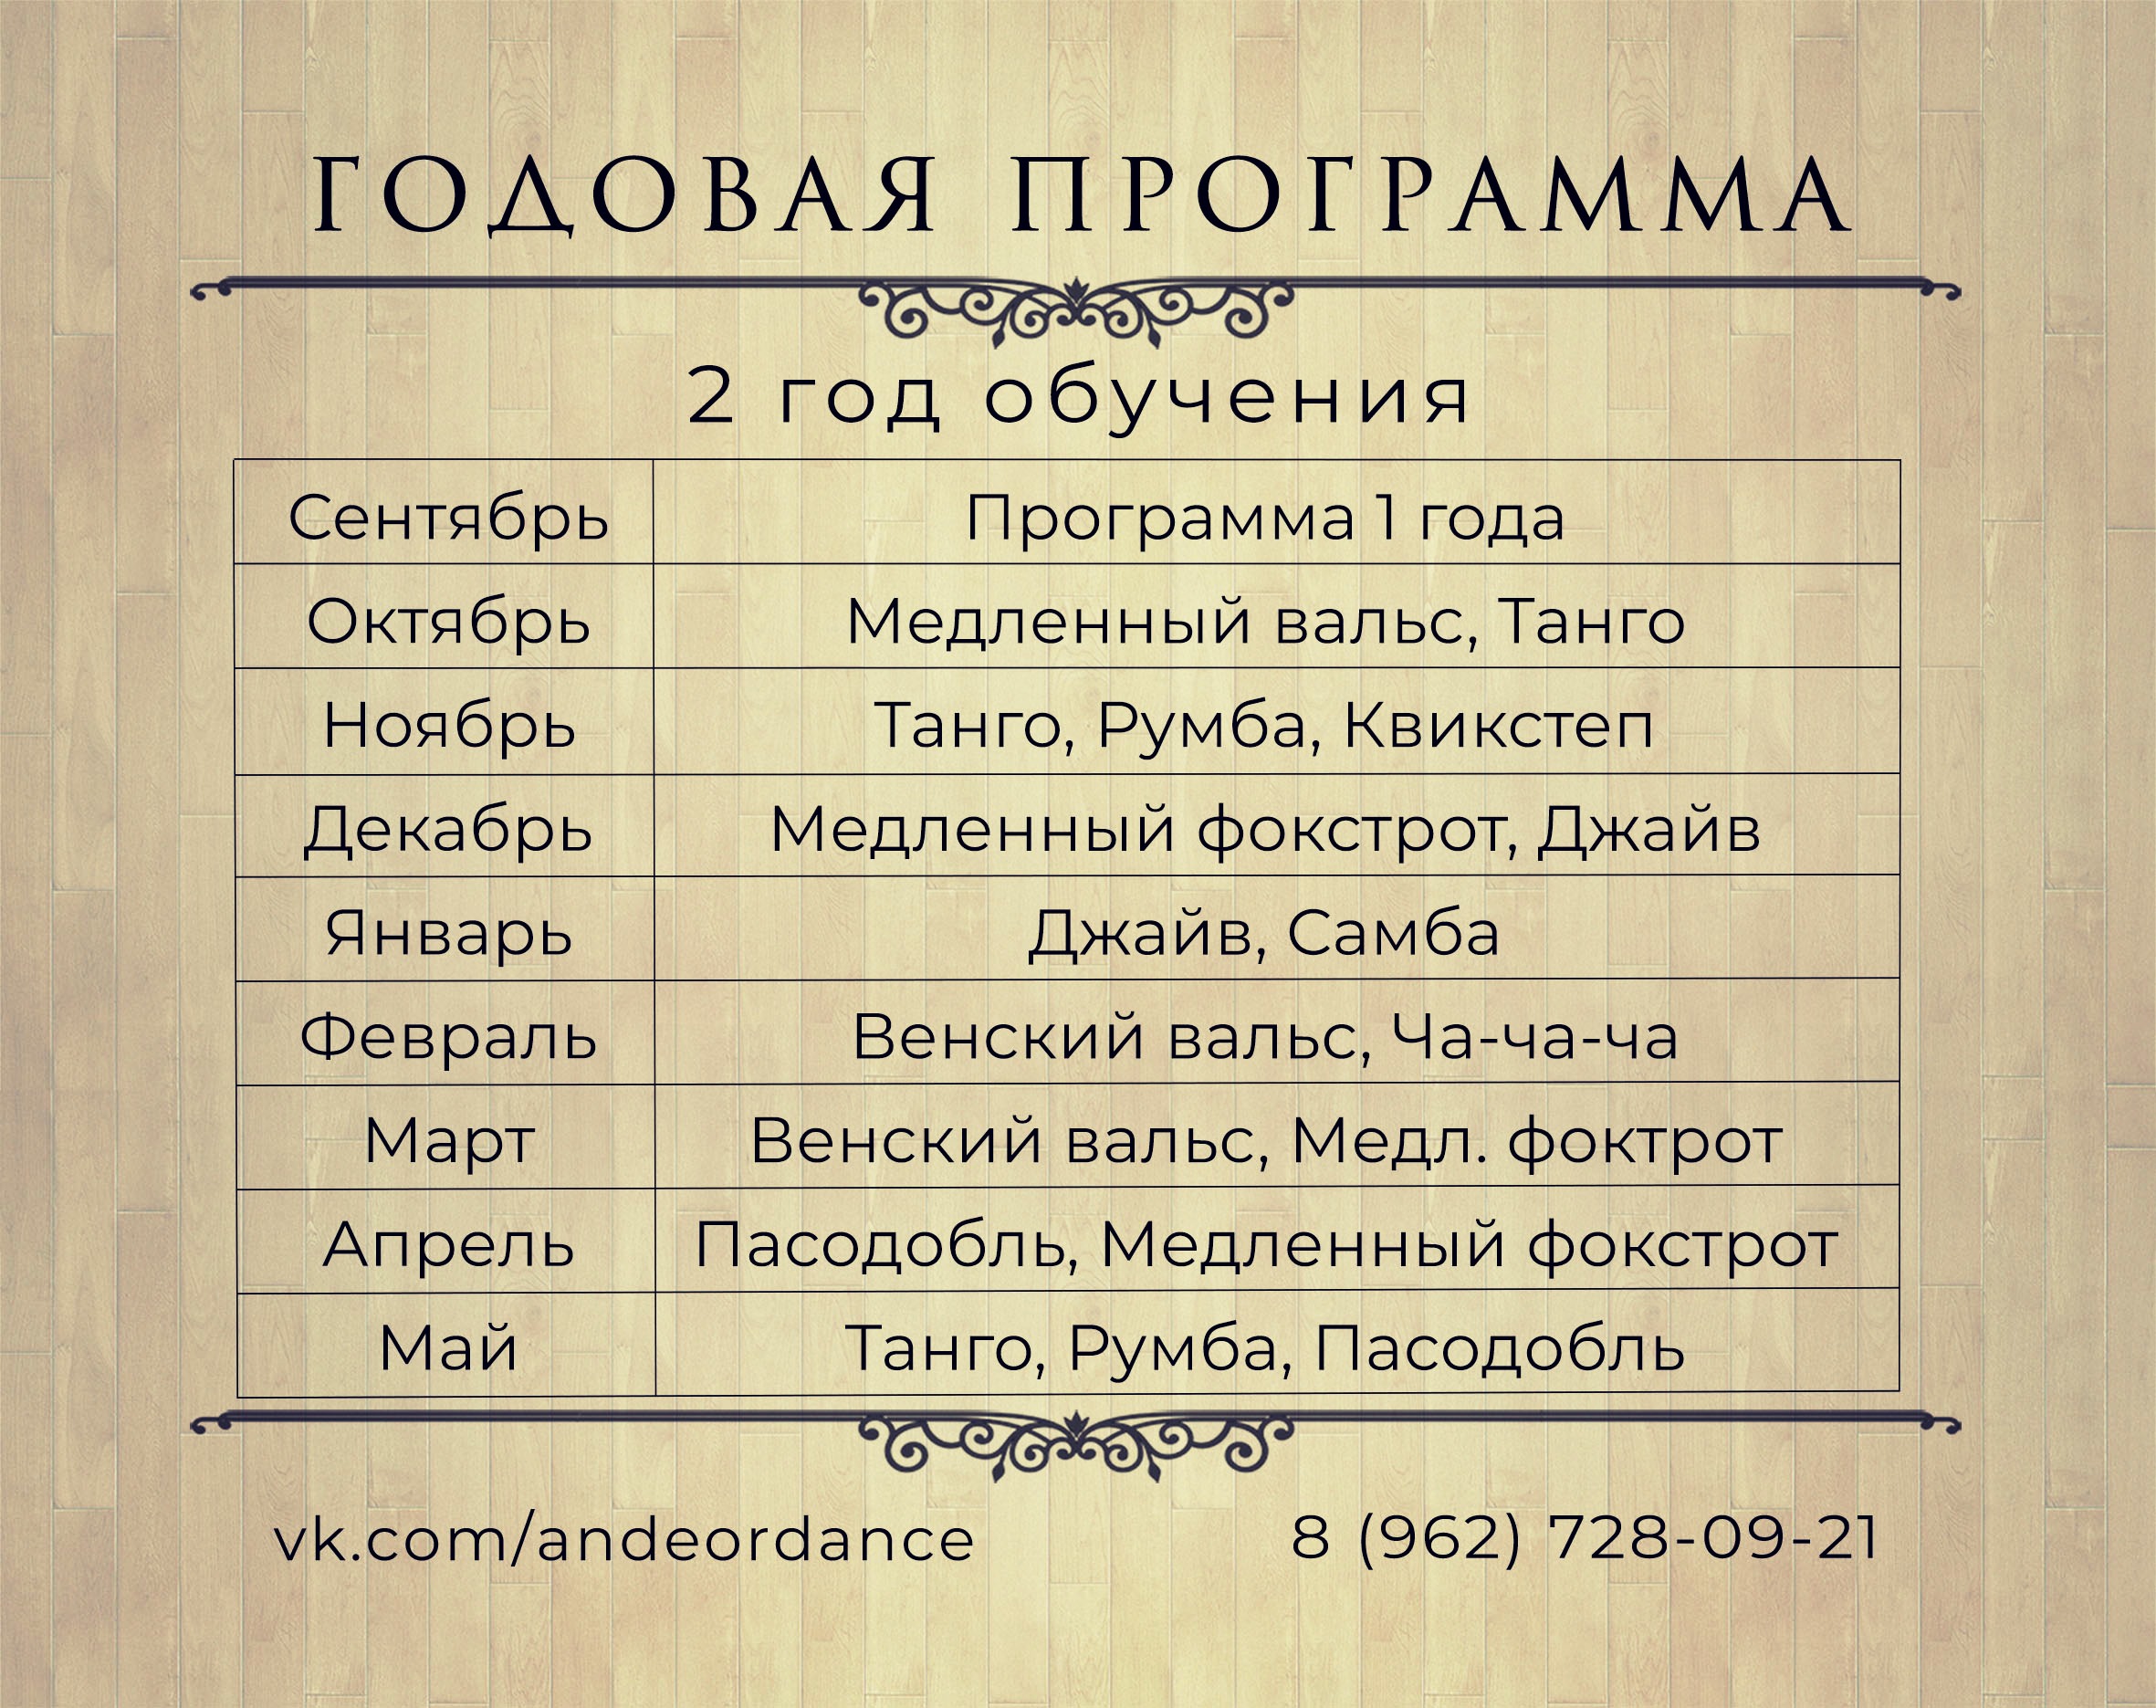 ГОДОВАЯ ПРОГРАММА
2 год обучения
Сентябрь Программа 1 года
Октябрь Медленный вальс, Танго
Ноябрь Танго, Румба, Квикстеп
Декабрь Медленный фокстрот, Джайв
Январь Джайв, Самба
Февраль Венский вальс, Ча-ча-ча
Март Венский вальс, Медл. фоктрот
Апрель Пасодобль, Медленный фокстрот
Май Танго, Румба, Пасодобль
vk.com/andeordance 8 (962) 728-09-21